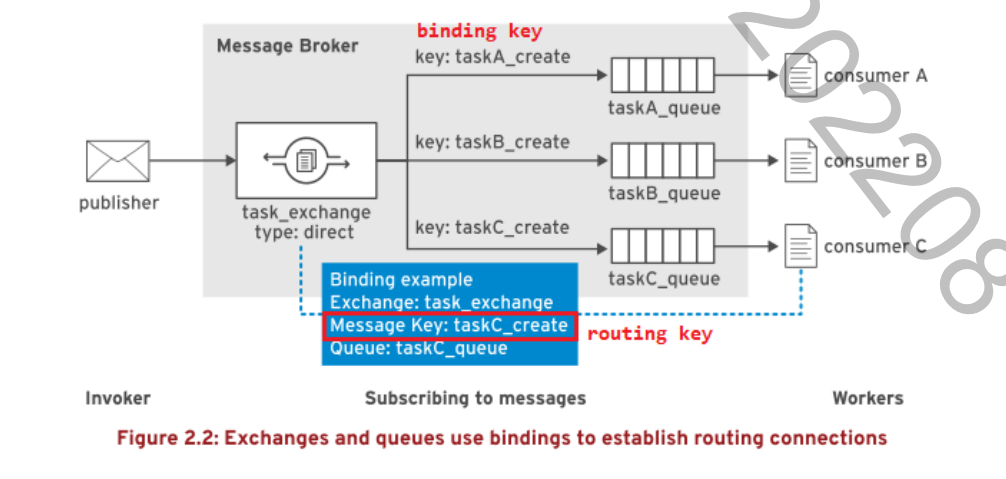 binding key
Message Broker
key: taskA_create
consumer A
taskA_queue
key: taskB_create
consumer B
publisher
taskB_queue
task_exchange
type: direct
key: taskC_create
consumer C
taskC_queue
Binding example
Exchange: task_exchange
Message Key: taskC_create
routing key
Queue: taskC_queue
Invoker
Subscribing to messages
Workers
Figure 2.2: Exchanges and queues use bindings to establish routing connections
202208